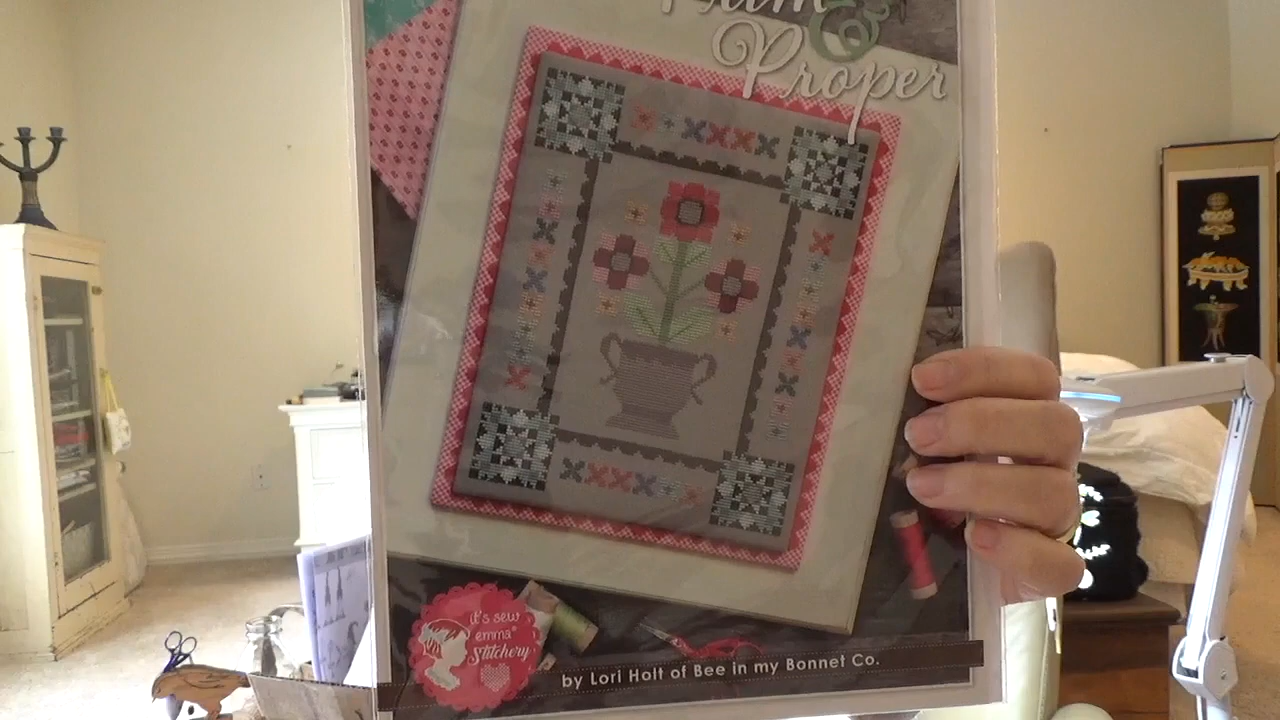 &
Proper
it's sew
emma®
Stitchery
by Lori Holt of Bee in my Bonnet Co.